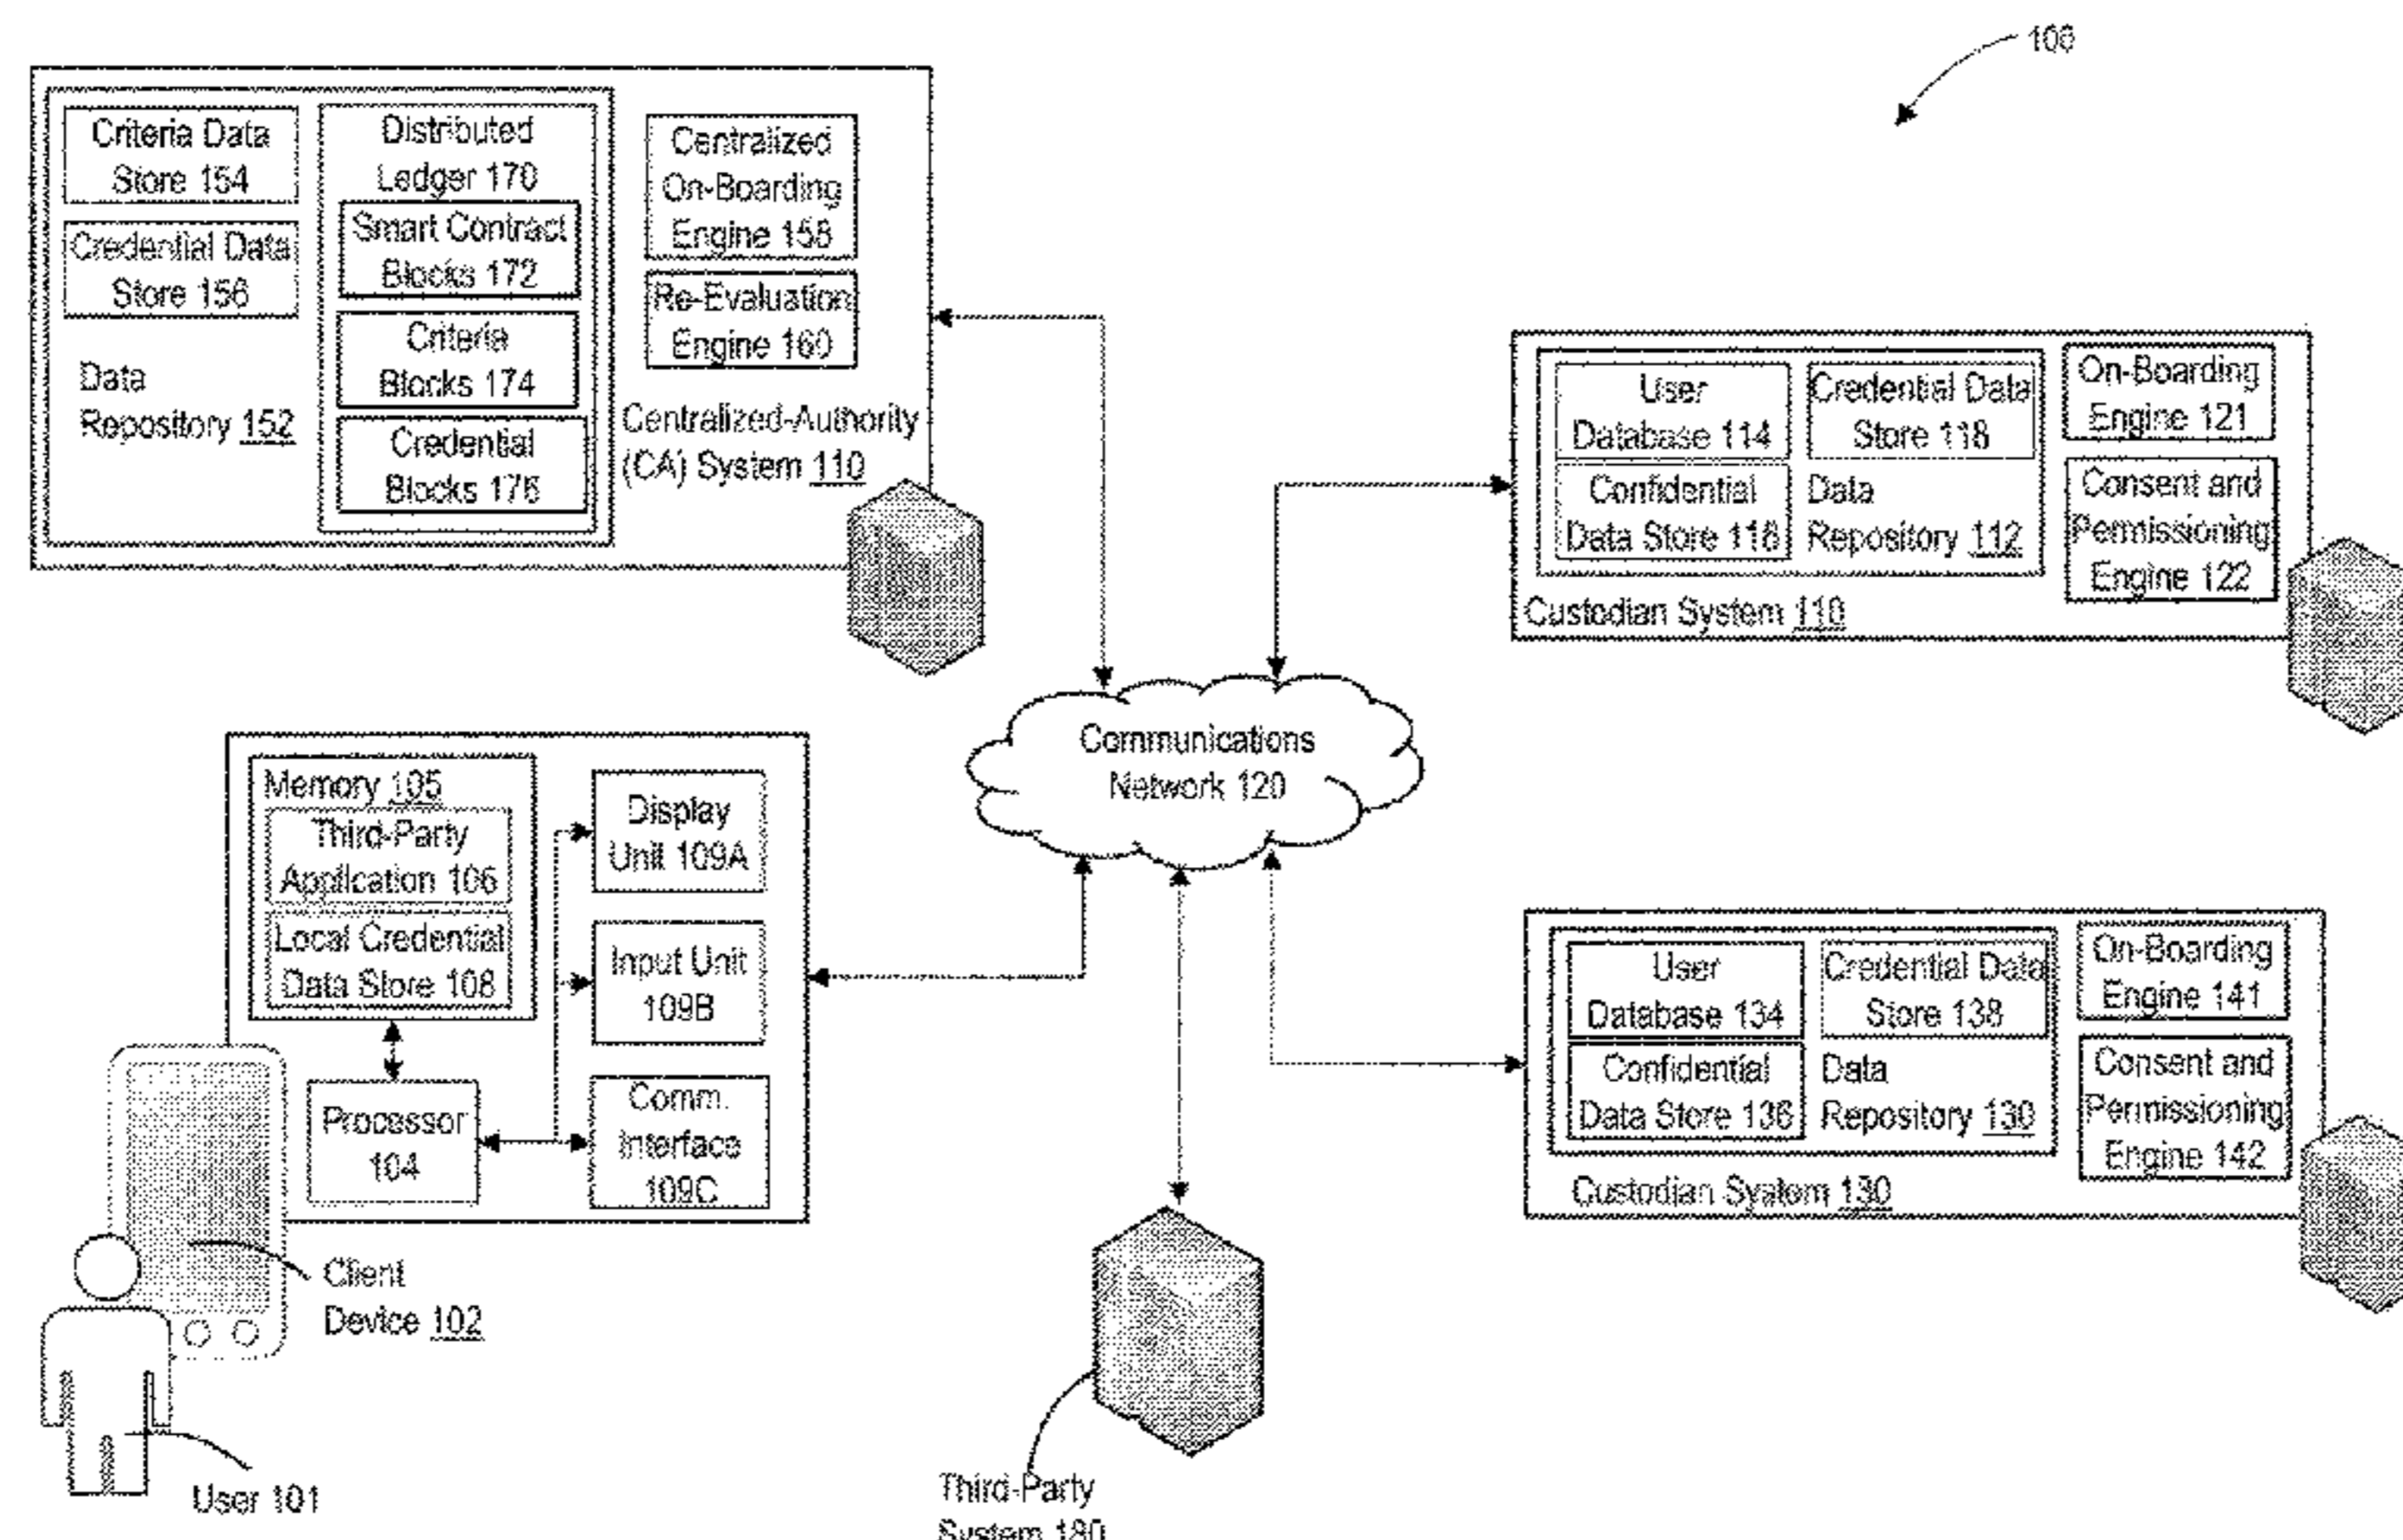 100
Criteria Data
Store 154
Credential Data
Store 156
Data
Repository 152
Distributed
Ledger 170
Smart Contract
Blocks 172
Criteria
Blocks 174
Credential
Blocks 176
Centralized
On-Boarding
Engine 158
Re-Evaluation
Engine 160
Centralized-Authority
(CA) System 110
User
Database 114
Credential Data
Store 118
Confidential
Data Store 116
Data
Repository 112
On-Boarding
Engine 121
Consent and
Permissioning
Engine 122
Custodian System 110
Communications
Network 120
Memory 105
Third-Party
Application 106
Local Credential
Data Store 108
Display
Unit 109A
Input Unit
109B
Comm.
Interface
109C
Processor
104
Client
Device 102
User 101
Third-Party
System 180
User
Database 134
Credential Data
Store 138
Confidential
Data Store 136
Data
Repository 130
On-Boarding
Engine 141
Consent and
Permissioning
Engine 142
Custodian System 130